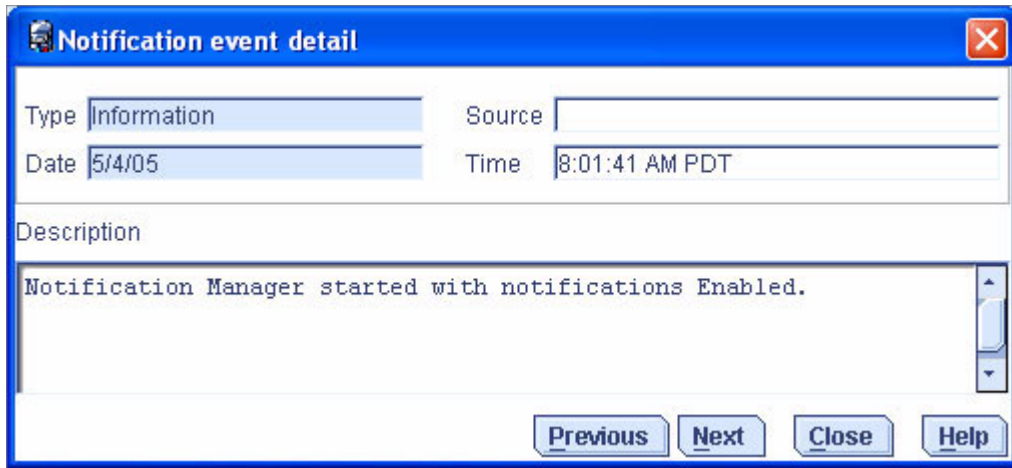 Notification event detail
Type Information Source
Date 5/4/05 Time 8:01:41 AM PDT
Description
Notification Manager started with notifications Enabled.
Previous Next Close Help